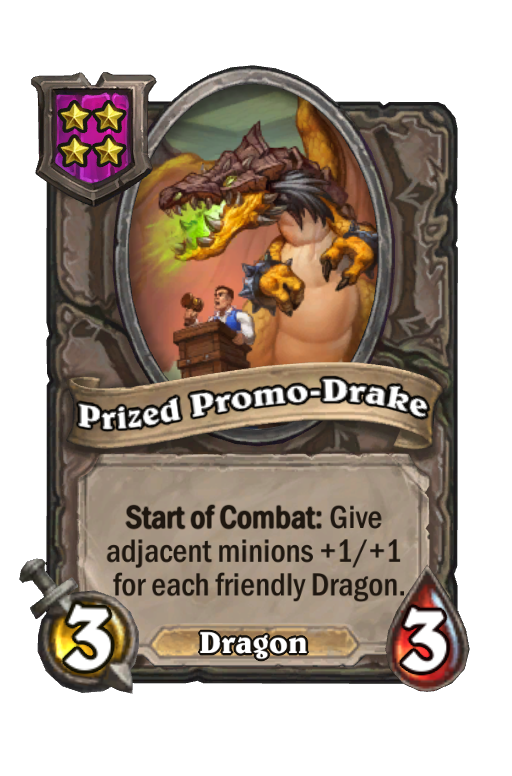 Prized Promo-Drake
Start of Combat: Give
adjacent minions +1/+1
for each friendly Dragon.
3
Dragon
3